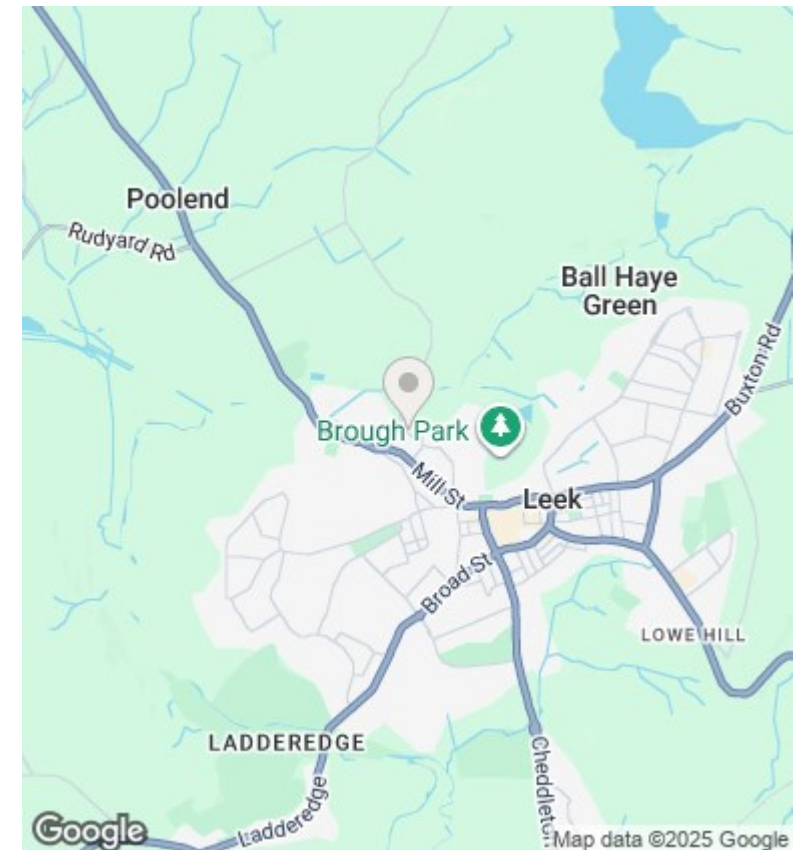 Poolend
Rudyard Rd
Ball Haye
Green
Buxton Rd
Brough Park
Mill St
Leek
Broad St
LOWE HILL
LADDEREDGE
Ladderedge
Cheddleton
Google
Map data ©2025 Google